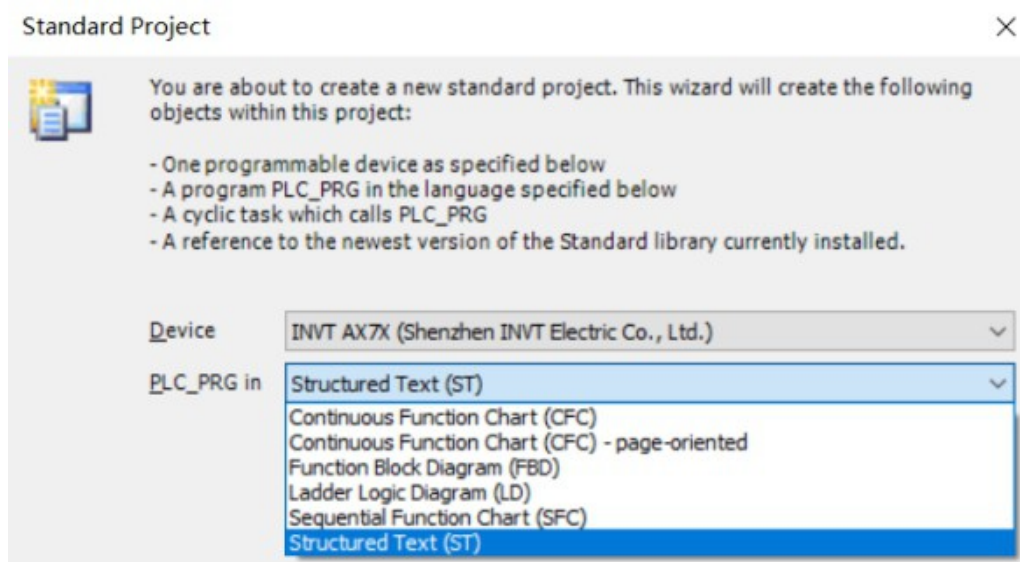 Standard Project
You are about to create a new standard project. This wizard will create the following
objects within this project:
- One programmable device as specified below
- A program PLC_PRG in the language specified below
- A cyclic task which calls PLC_PRG
- A reference to the newest version of the Standard library currently installed.
Device INVT AX7X (Shenzhen INVT Electric Co., Ltd.)
PLC_PRG in Structured Text (ST)
Continuous Function Chart (CFC)
Continuous Function Chart (CFC) - page-oriented
Function Block Diagram (FBD)
Ladder Logic Diagram (LD)
Sequential Function Chart (SFC)
Structured Text (ST)